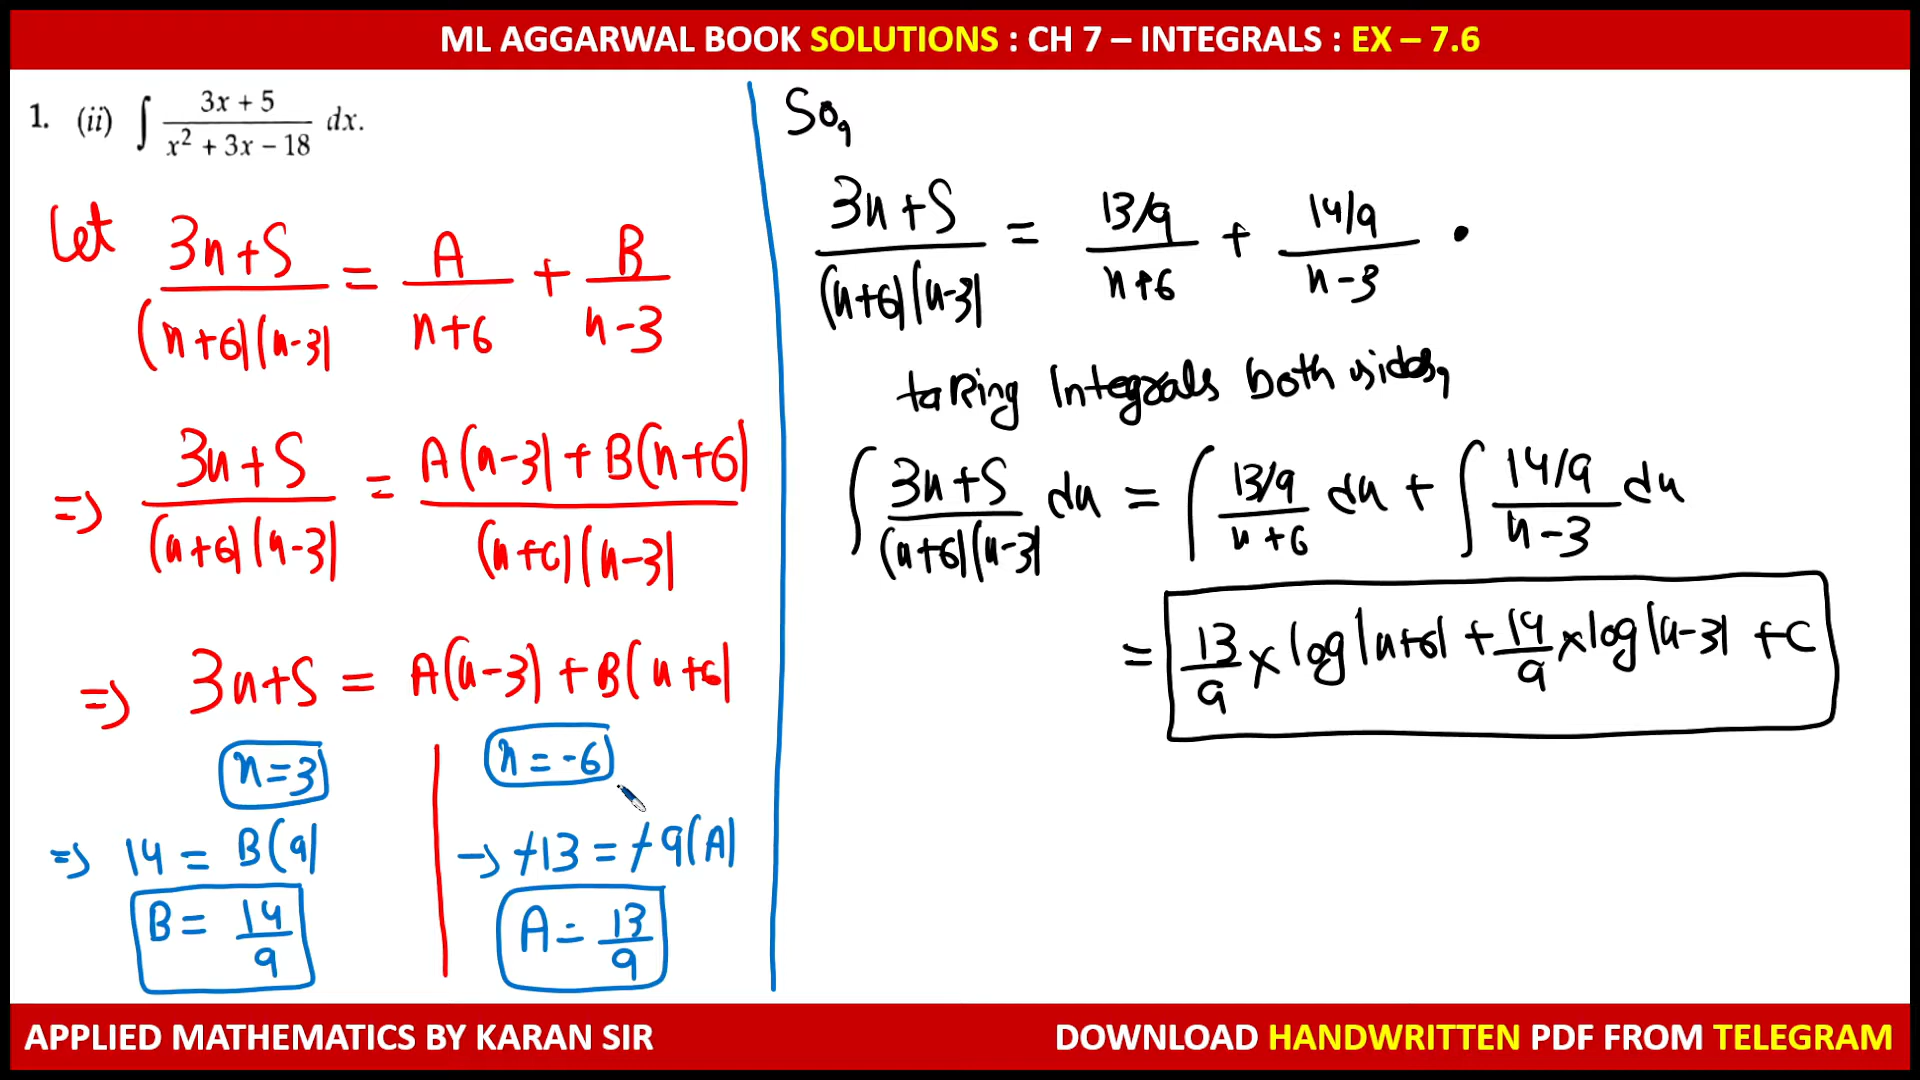 ML AGGARWAL BOOK SOLUTIONS : CH 7 – INTEGRALS : EX – 7.6
1. (ii) ∫ (3x + 5)/(x² + 3x – 18) dx.
Let (3x+5)/((x+6)(x-3)) = A/(x+6) + B/(x-3)
=> (3x+5)/((x+6)(x-3)) = (A(x-3) + B(x+6))/((x+6)(x-3))
=> 3x+5 = A(x-3) + B(x+6)
x=3
=> 14 = B(9)
B = 14/9
x = -6
-> +13 = +9(A)
A = 13/9
So,
(3x+5)/((x+6)(x-3)) = (13/9)/(x+6) + (14/9)/(x-3) .
taking Integrals both sides,
∫ (3x+5)/((x+6)(x-3)) dx = ∫ (13/9)/(x+6) dx + ∫ (14/9)/(x-3) dx
= 13/9 × log|x+6| + 14/9 × log|x-3| + C
APPLIED MATHEMATICS BY KARAN SIR
DOWNLOAD HANDWRITTEN PDF FROM TELEGRAM